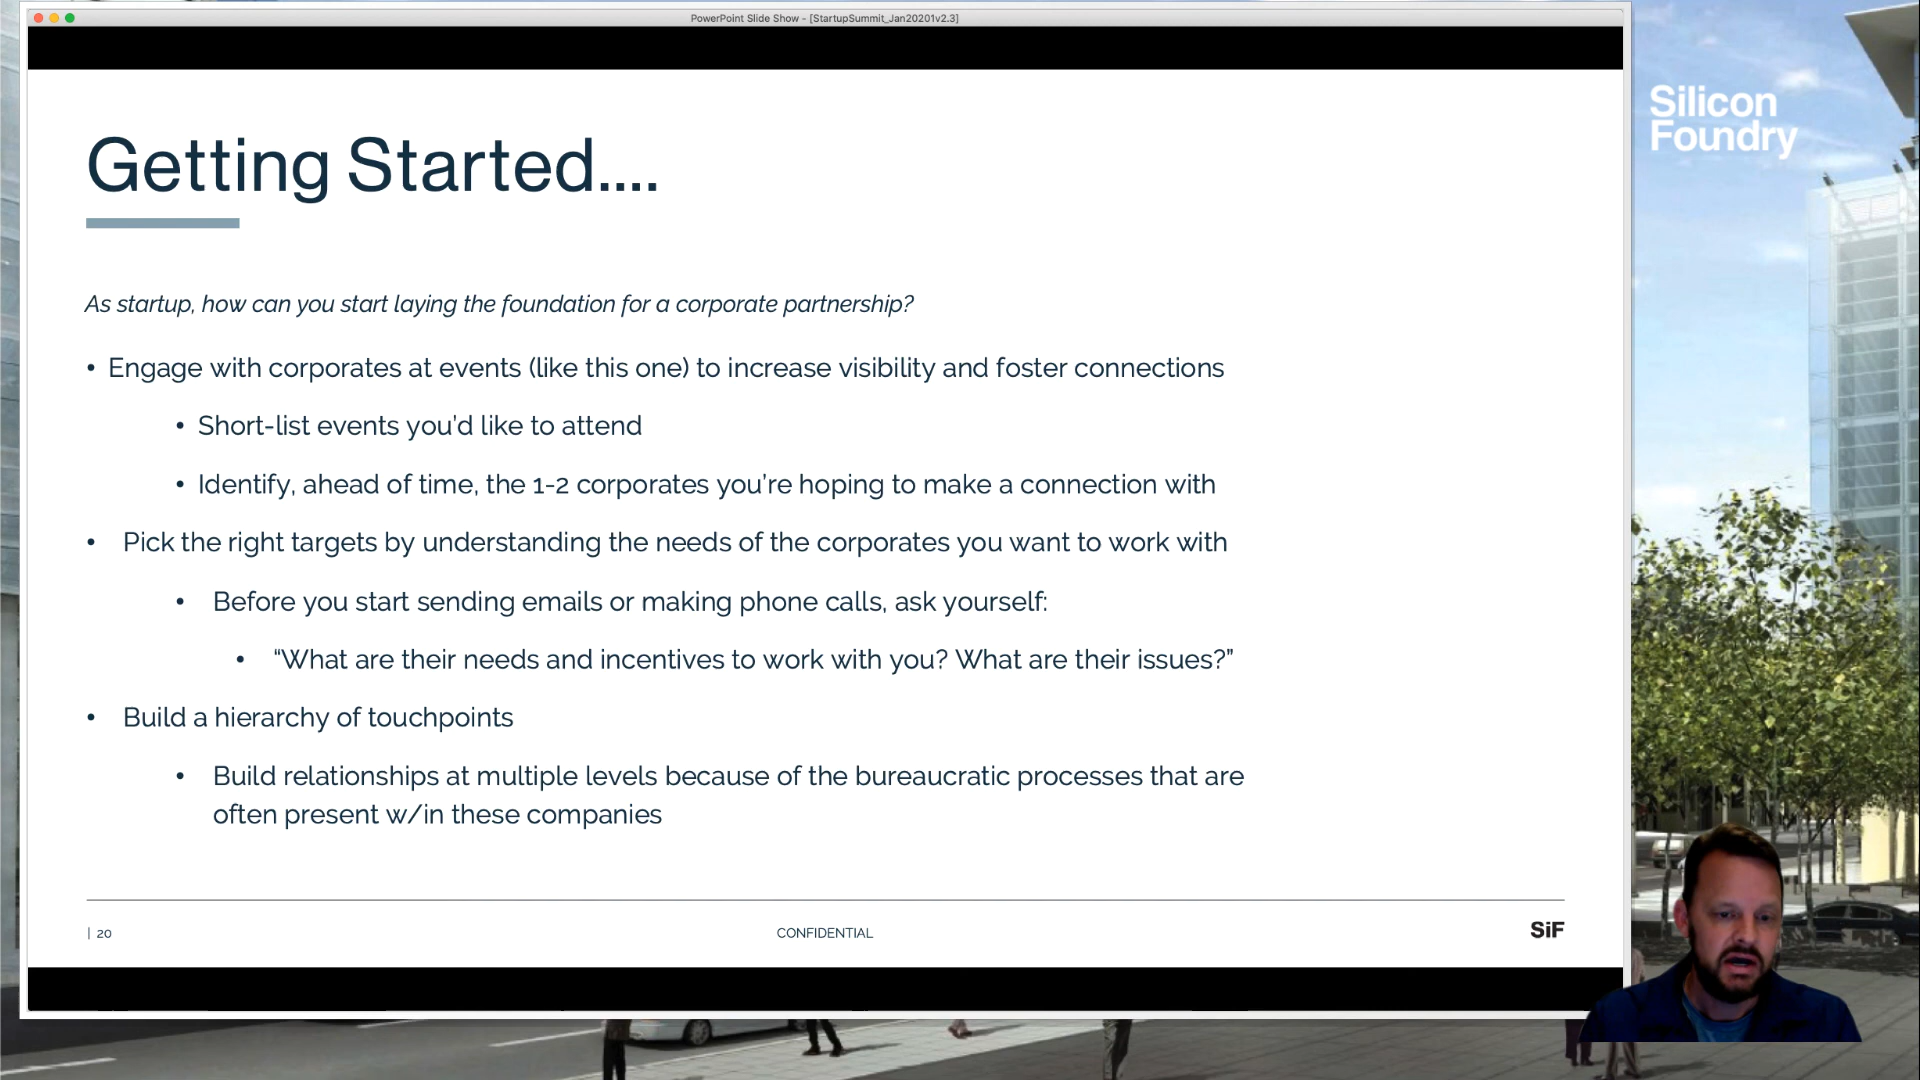 PowerPoint Slide Show - [StartupSummit_Jan20201v2.3]
Silicon
Foundry
Getting Started....
As startup, how can you start laying the foundation for a corporate partnership?
• Engage with corporates at events (like this one) to increase visibility and foster connections
• Short-list events you’d like to attend
• Identify, ahead of time, the 1-2 corporates you’re hoping to make a connection with
• Pick the right targets by understanding the needs of the corporates you want to work with
• Before you start sending emails or making phone calls, ask yourself:
• “What are their needs and incentives to work with you? What are their issues?”
• Build a hierarchy of touchpoints
• Build relationships at multiple levels because of the bureaucratic processes that are
often present w/in these companies
| 20
CONFIDENTIAL
SiF